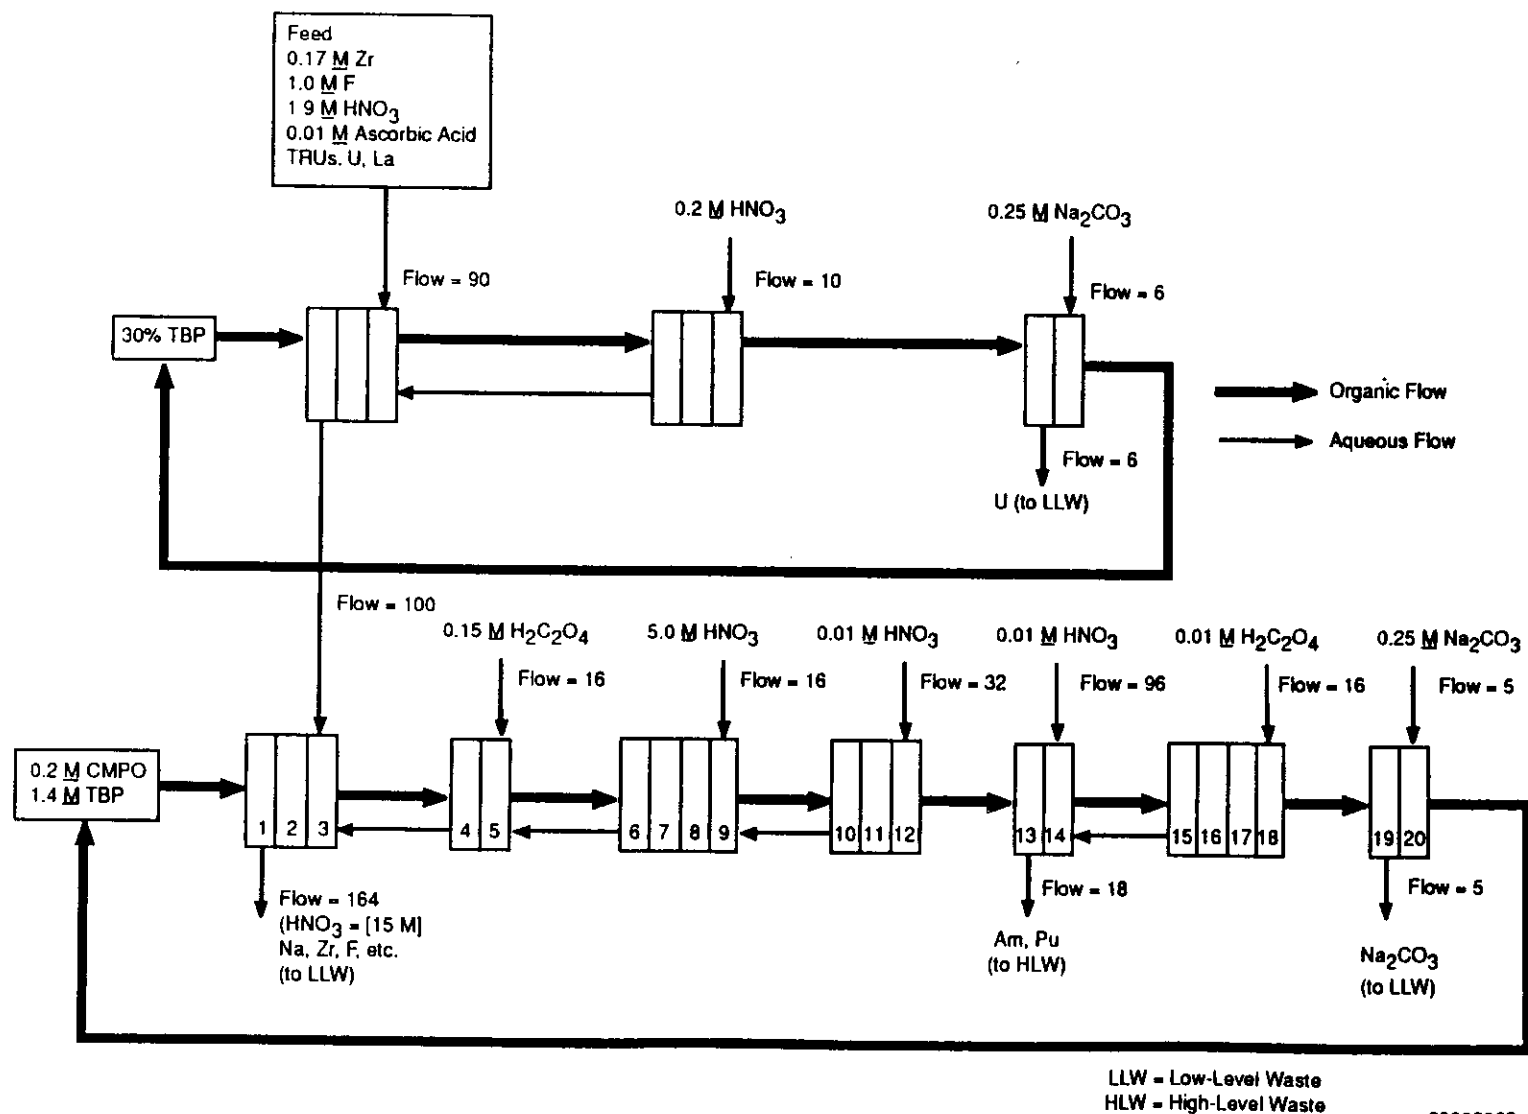 Feed
0.17 M Zr
1.0 M F
1 9 M HNO3
0.01 M Ascorbic Acid
TRUs. U, La
0.2 M HNO3
0.25 M Na2CO3
Flow = 90
Flow = 10
Flow = 6
30% TBP
Organic Flow
Aqueous Flow
Flow = 6
U (to LLW)
Flow = 100
0.15 M H2C2O4
5.0 M HNO3
0.01 M HNO3
0.01 M HNO3
0.01 M H2C2O4
0.25 M Na2CO3
Flow = 16
Flow = 16
Flow = 32
Flow = 96
Flow = 16
Flow = 5
0.2 M CMPO
1.4 M TBP
1 2 3
4 5
6 7 8 9
10 11 12
13 14
15 16 17 18
19 20
Flow = 164
(HNO3 = [15 M]
Na, Zr, F, etc.
(to LLW)
Flow = 18
Am, Pu
(to HLW)
Flow = 5
Na2CO3
(to LLW)
LLW = Low-Level Waste
HLW = High-Level Waste